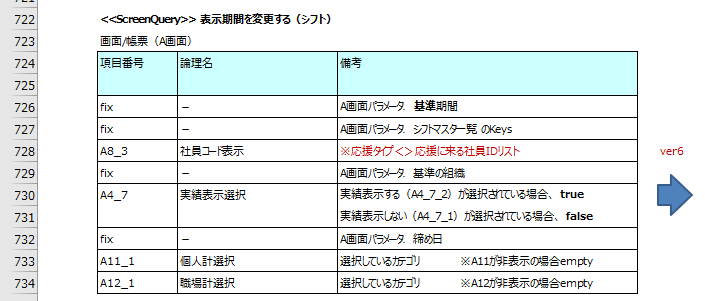 721
722 <<ScreenQuery>> 表示期間を変更する（シフト）
723 画面/帳票（A画面）
724 項目番号 論理名 備考
725
726 fix － A画面パラメータ．基準期間
727 fix － A画面パラメータ．シフトマスター覧のKeys
728 A8_3 社員コード表示 ※応援タイプ<>応援に来る社員IDリスト ver6
729 fix － A画面パラメータ．基準の組織
730 A4_7 実績表示選択 実績表示する（A4_7_2）が選択されている場合、true
731 実績表示しない（A4_7_1）が選択されている場合、false
732 fix － A画面パラメータ．締め日
733 A11_1 個人計選択 選択しているカテゴリ ※A11が非表示の場合empty
734 A12_1 職場計選択 選択しているカテゴリ ※A12が非表示の場合empty